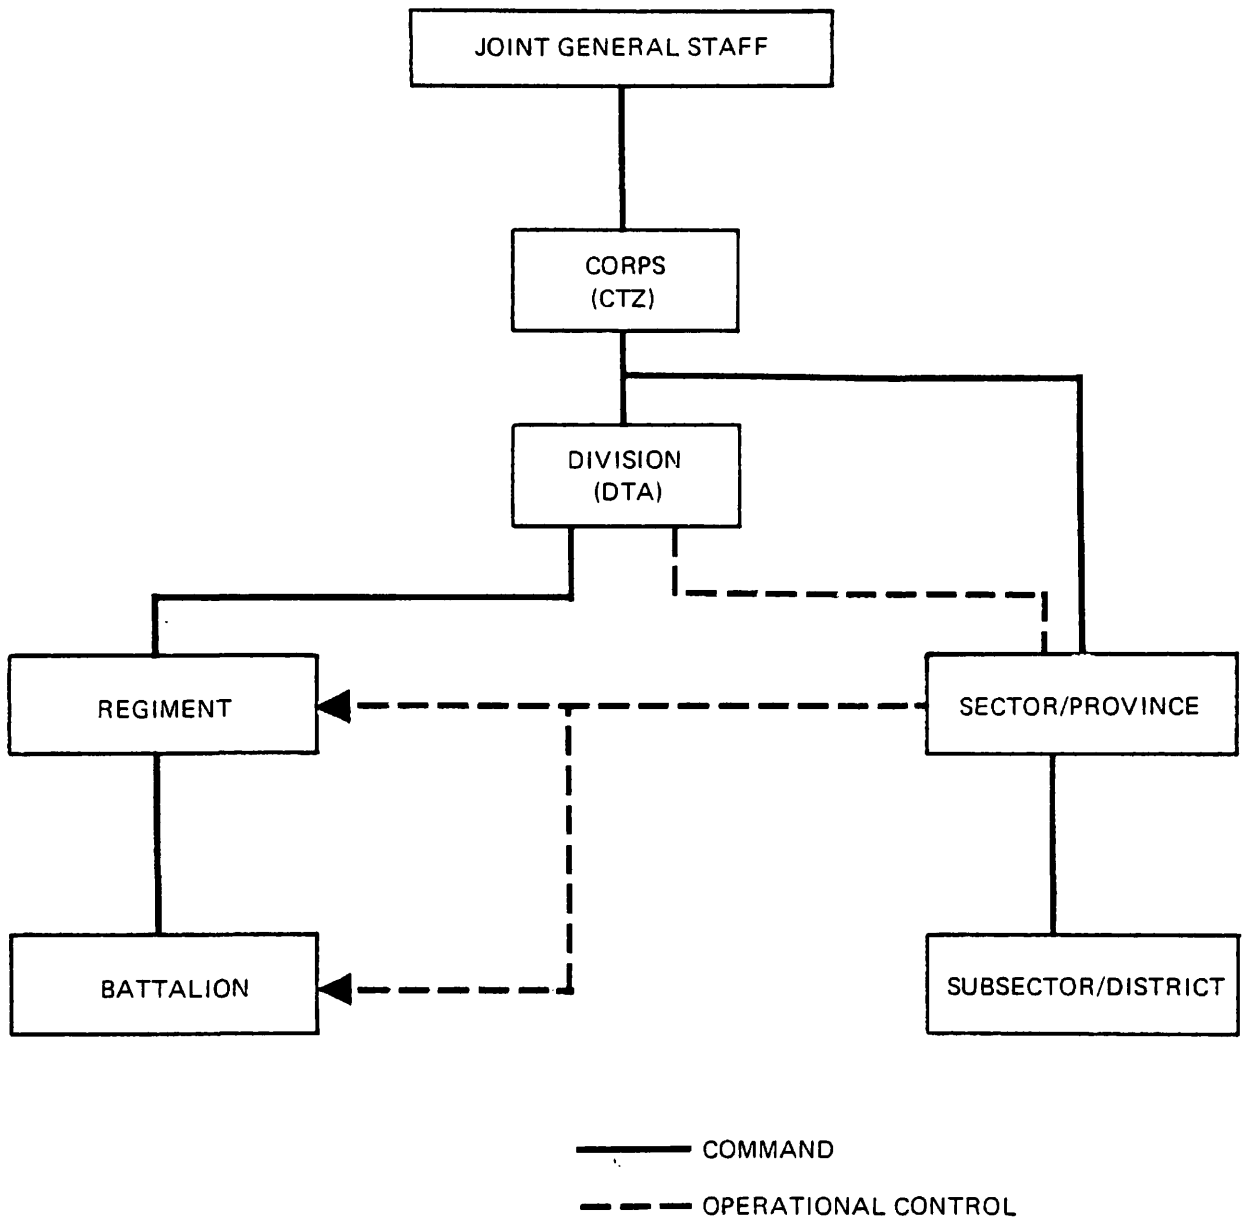 JOINT GENERAL STAFF
CORPS
(CTZ)
DIVISION
(DTA)
REGIMENT
SECTOR/PROVINCE
BATTALION
SUBSECTOR/DISTRICT
COMMAND
OPERATIONAL CONTROL